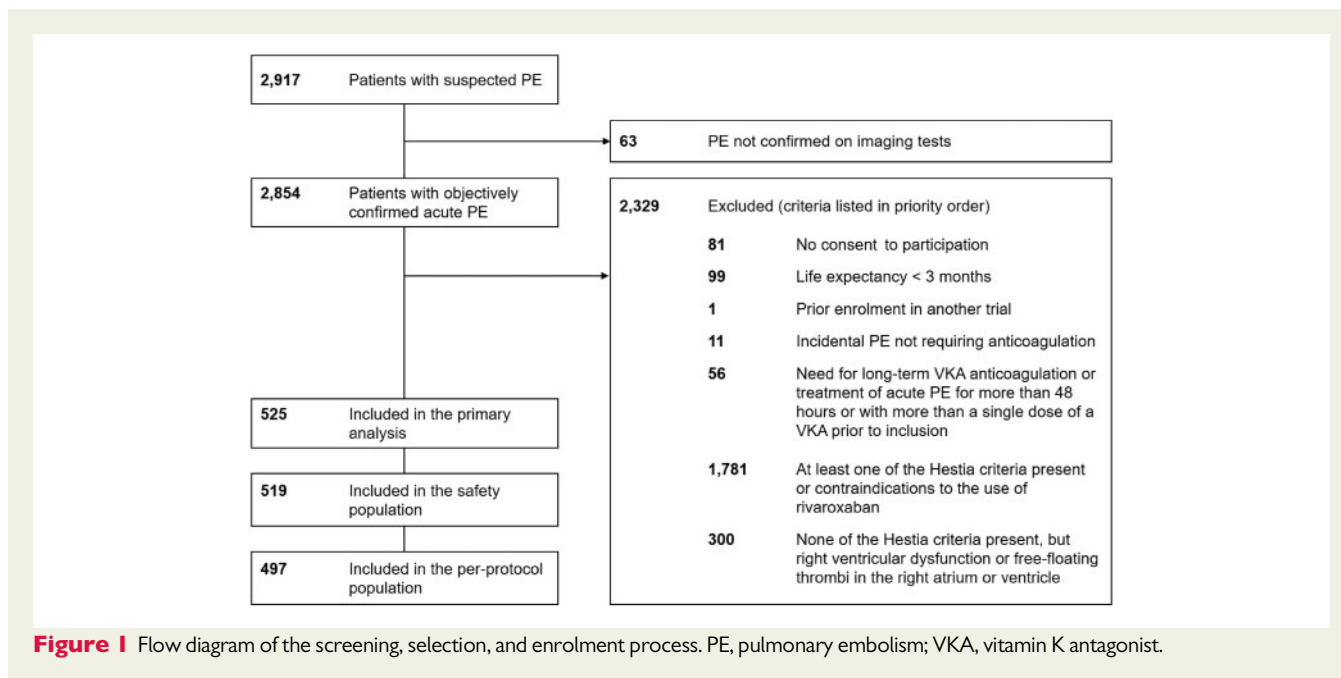 2,917 Patients with suspected PE
63 PE not confirmed on imaging tests
2,854 Patients with objectively
confirmed acute PE
2,329 Excluded (criteria listed in priority order)
81 No consent to participation
99 Life expectancy < 3 months
1 Prior enrolment in another trial
11 Incidental PE not requiring anticoagulation
56 Need for long-term VKA anticoagulation or
treatment of acute PE for more than 48
hours or with more than a single dose of a
VKA prior to inclusion
1,781 At least one of the Hestia criteria present
or contraindications to the use of
rivaroxaban
300 None of the Hestia criteria present, but
right ventricular dysfunction or free-floating
thrombi in the right atrium or ventricle
525 Included in the primary
analysis
519 Included in the safety
population
497 Included in the per-protocol
population
Figure 1 Flow diagram of the screening, selection, and enrolment process. PE, pulmonary embolism; VKA, vitamin K antagonist.